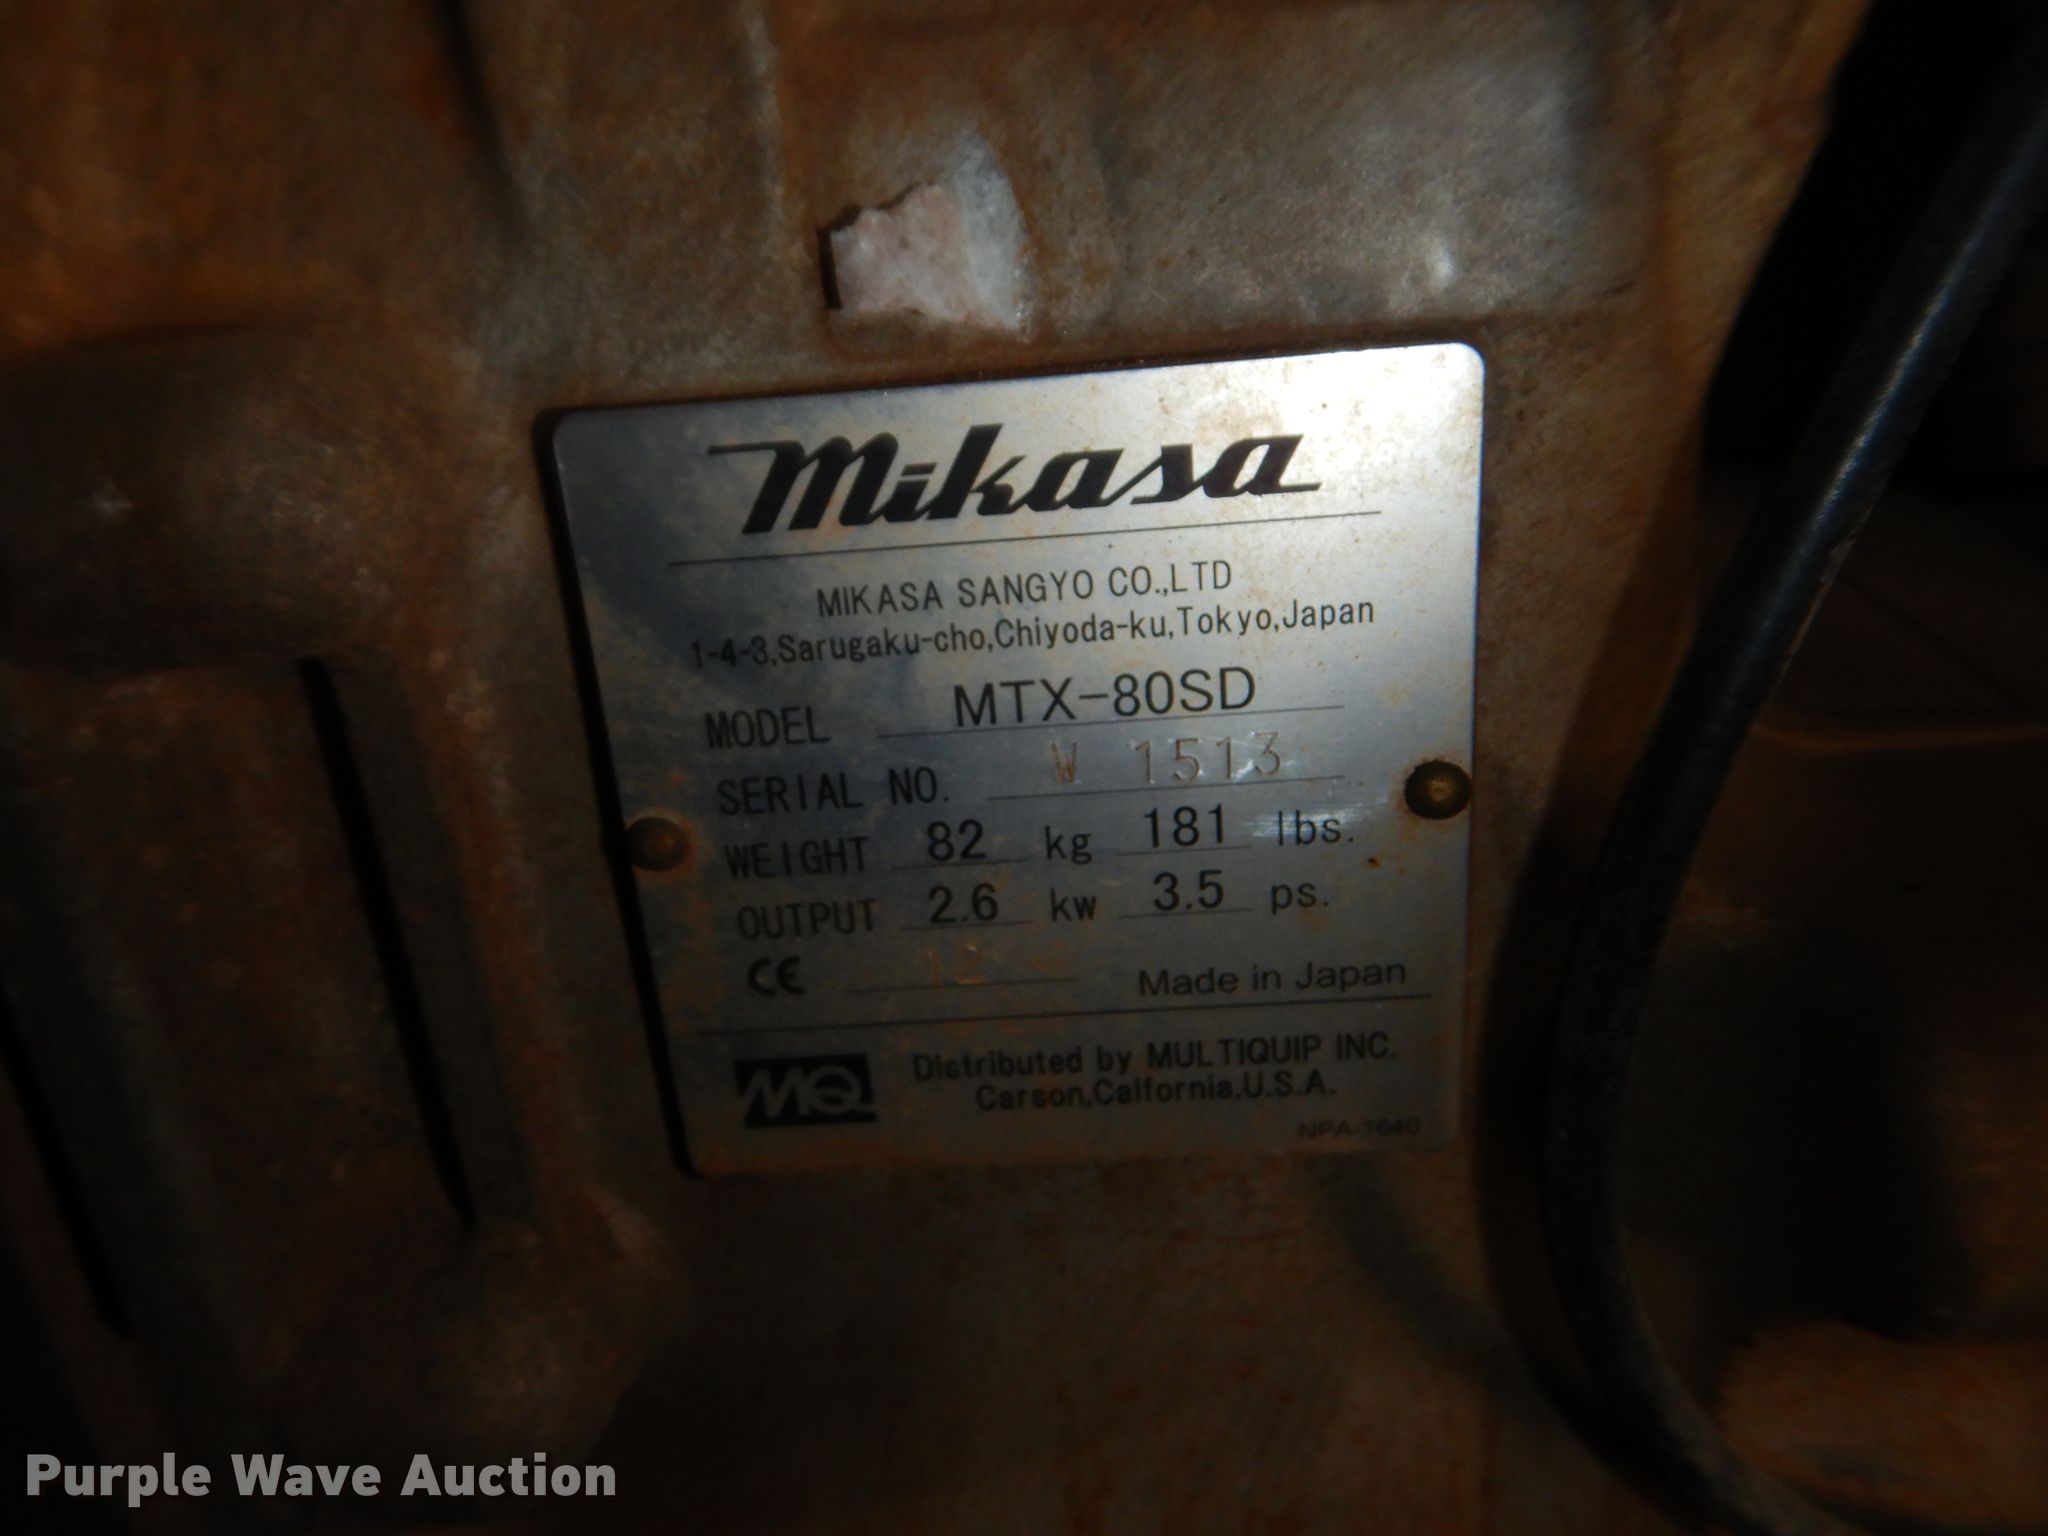 Mikasa
MIKASA SANGYO CO.,LTD
1-4-3,Sarugaku-cho,Chiyoda-ku,Tokyo,Japan
MODEL MTX-80SD
SERIAL NO. W 1513
WEIGHT 82 kg 181 lbs.
OUTPUT 2.6 kw 3.5 ps.
CE 12 Made in Japan
MQ Distributed by MULTIQUIP INC.
Carson,Calfornia,U.S.A.
NPA-1640
Purple Wave Auction